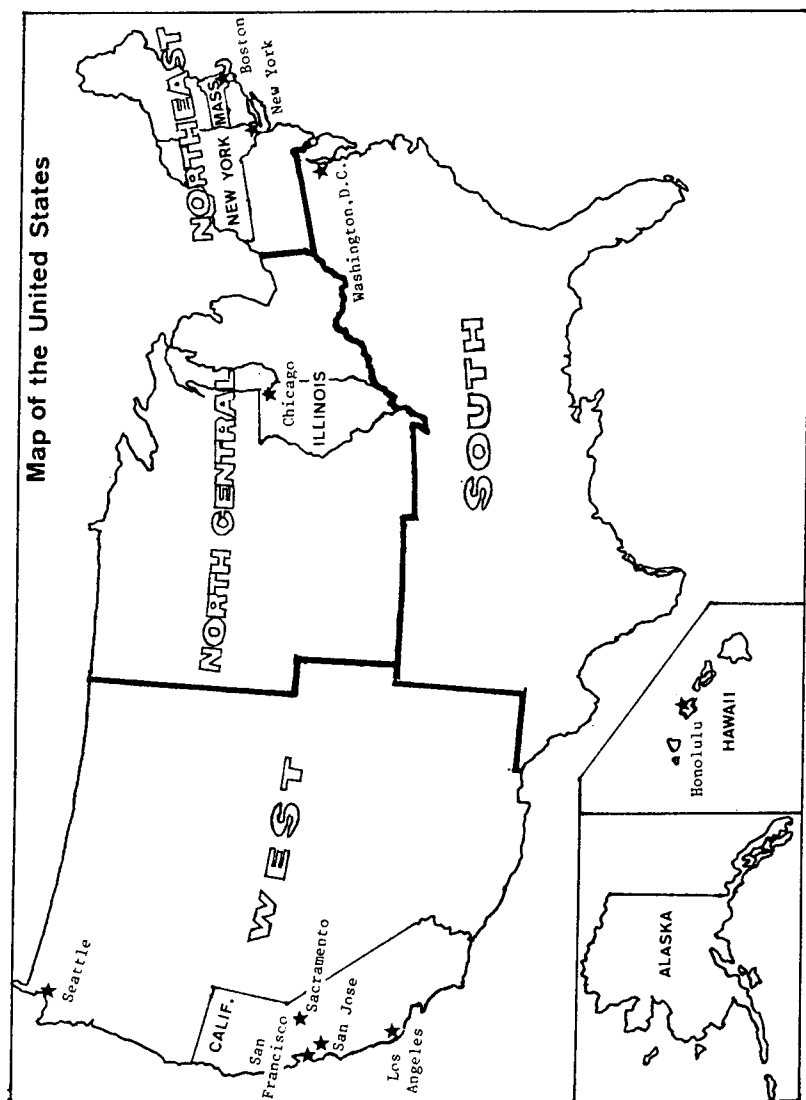 Map of the United States
NORTHEAST
MASS
Boston
NEW YORK
New York
Washington, D.C.
NORTH CENTRAL
Chicago
ILLINOIS
SOUTH
WEST
Seattle
CALIF.
Sacramento
San
Francisco
San Jose
Los
Angeles
ALASKA
Honolulu
HAWAII